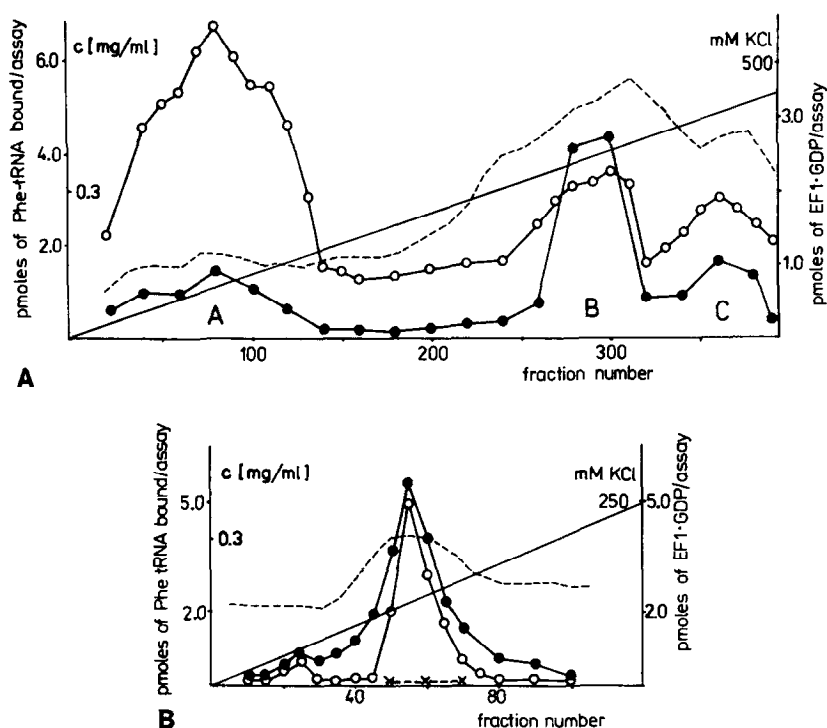 c [mg/ml]
mM KCl
500
6.0
4.0
0.3
2.0
3.0
1.0
pmoles of Phe-tRNA bound/assay
pmoles of EF1·GDP/assay
A
B
C
100
200
300
fraction number
A
c [mg/ml]
mM KCl
250
5.0
5.0
0.3
2.0
2.0
pmoles of Phe tRNA bound/assay
pmoles of EF1·GDP/assay
40
80
fraction number
B